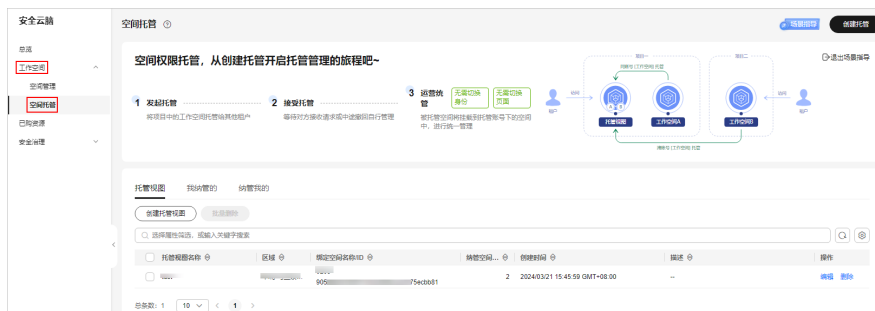 安全云脑
总览
工作空间
空间管理
空间托管
已购资源
安全治理
空间托管
场景指导
创建托管
空间权限托管，从创建托管开启托管管理的旅程吧~
退出场景指导
1 发起托管
将项目中的工作空间托管给其他租户
2 接受托管
等待对方接收请求或中途撤回自行管理
3 运营统管
无需切换身份
无需切换页面
被托管空间将挂载到托管账号下的空间中，进行统一管理
托管视图
工作空间A
工作空间B
托管视图
我纳管的
纳管我的
创建托管视图
批量删除
选择属性筛选，或输入关键字搜索
托管视图名称
区域
绑定空间名称/ID
纳管空间...
创建时间
描述
操作
905
75ecbb81
2
2024/03/21 15:45:59 GMT+08:00
--
编辑
删除
总条数：1
10
1